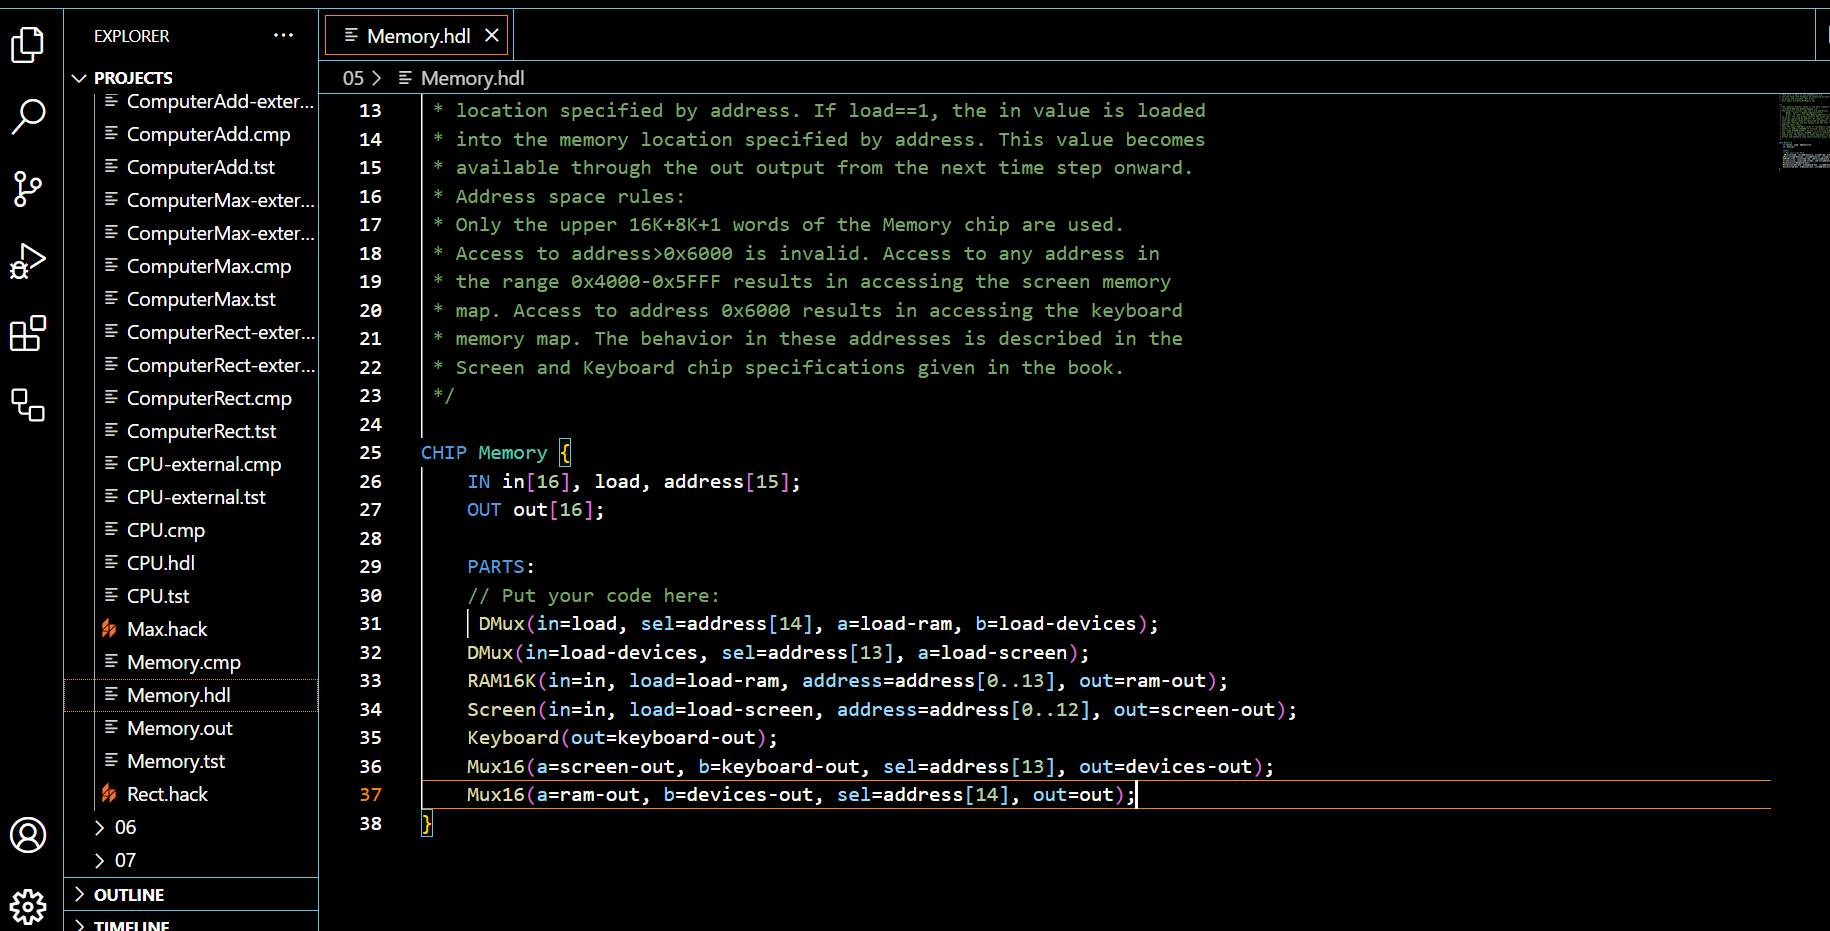 EXPLORER
...
PROJECTS
ComputerAdd-exter...
ComputerAdd.cmp
ComputerAdd.tst
ComputerMax-exter...
ComputerMax-exter...
ComputerMax.cmp
ComputerMax.tst
ComputerRect-exter...
ComputerRect-exter...
ComputerRect.cmp
ComputerRect.tst
CPU-external.cmp
CPU-external.tst
CPU.cmp
CPU.hdl
CPU.tst
Max.hack
Memory.cmp
Memory.hdl
Memory.out
Memory.tst
Rect.hack
06
07
OUTLINE
TIMELINE
Memory.hdl
05 > Memory.hdl
13 * location specified by address. If load==1, the in value is loaded
14 * into the memory location specified by address. This value becomes
15 * available through the out output from the next time step onward.
16 * Address space rules:
17 * Only the upper 16K+8K+1 words of the Memory chip are used.
18 * Access to address>0x6000 is invalid. Access to any address in
19 * the range 0x4000-0x5FFF results in accessing the screen memory
20 * map. Access to address 0x6000 results in accessing the keyboard
21 * memory map. The behavior in these addresses is described in the
22 * Screen and Keyboard chip specifications given in the book.
23 */
24
25 CHIP Memory {
26 IN in[16], load, address[15];
27 OUT out[16];
28
29 PARTS:
30 // Put your code here:
31 DMux(in=load, sel=address[14], a=load-ram, b=load-devices);
32 DMux(in=load-devices, sel=address[13], a=load-screen);
33 RAM16K(in=in, load=load-ram, address=address[0..13], out=ram-out);
34 Screen(in=in, load=load-screen, address=address[0..12], out=screen-out);
35 Keyboard(out=keyboard-out);
36 Mux16(a=screen-out, b=keyboard-out, sel=address[13], out=devices-out);
37 Mux16(a=ram-out, b=devices-out, sel=address[14], out=out);
38 }